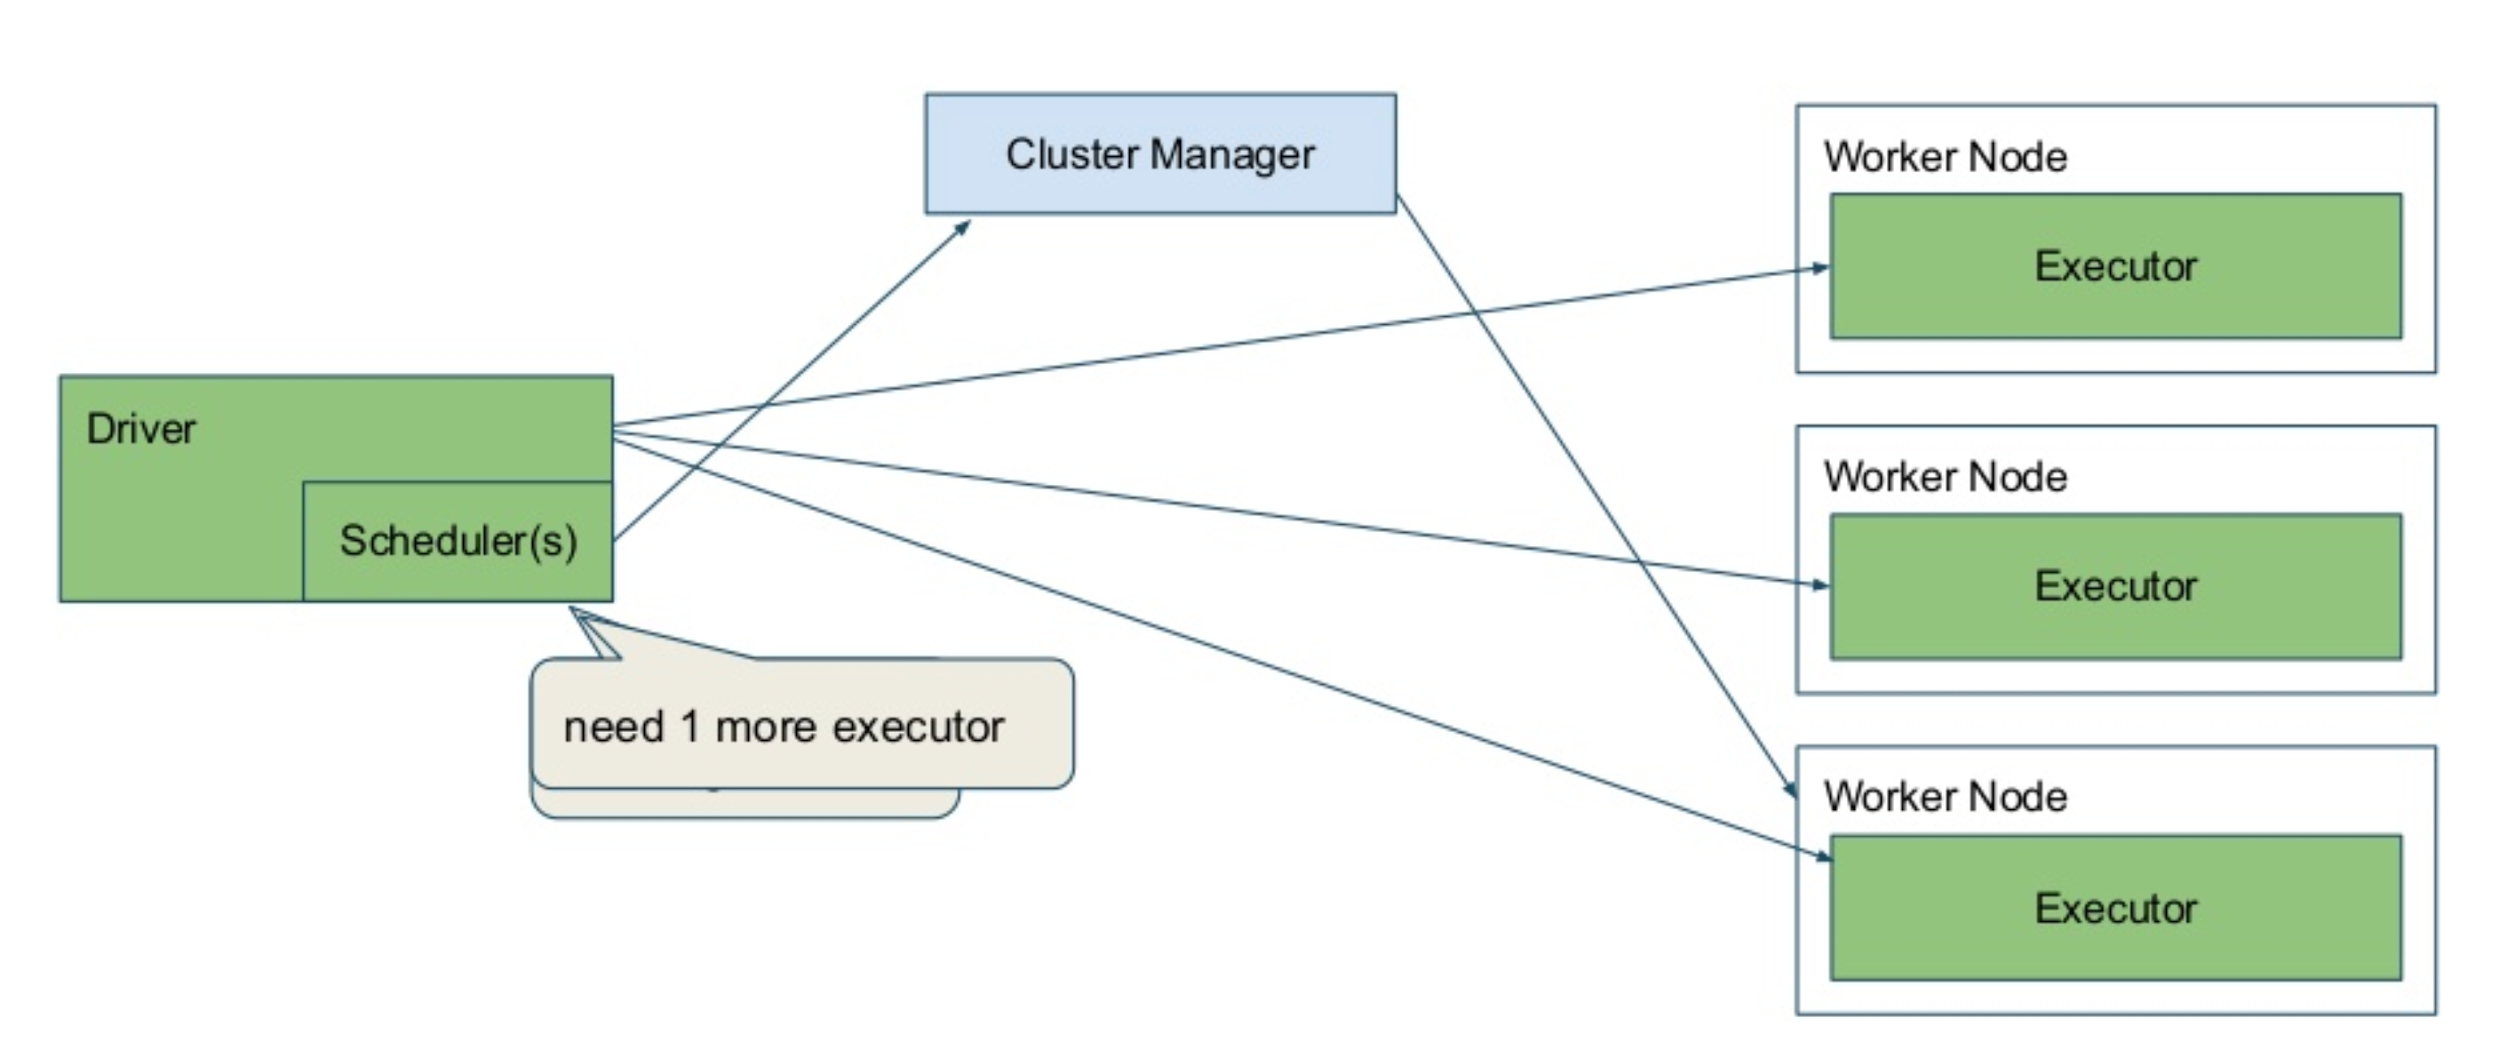 Cluster Manager
Worker Node
Executor
Driver
Scheduler(s)
Worker Node
Executor
need 1 more executor
Worker Node
Executor